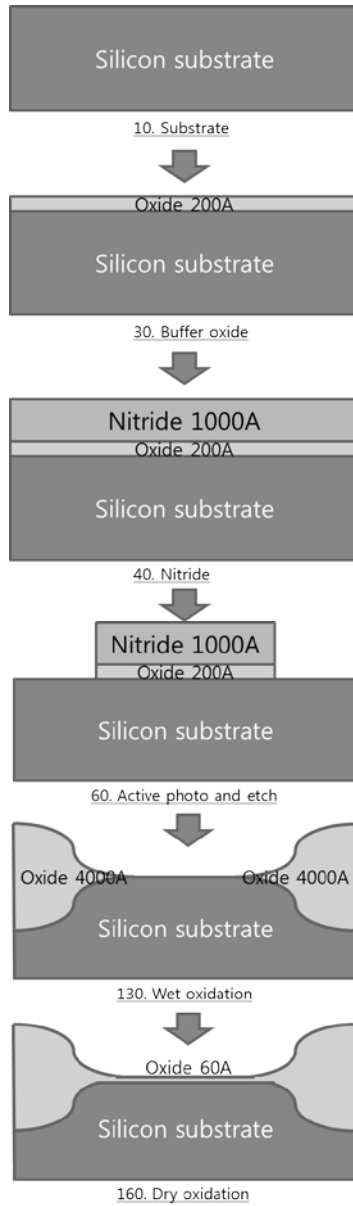 Silicon substrate
10. Substrate
Oxide 200A
Silicon substrate
30. Buffer oxide
Nitride 1000A
Oxide 200A
Silicon substrate
40. Nitride
Nitride 1000A
Oxide 200A
Silicon substrate
60. Active photo and etch
Oxide 4000A Oxide 4000A
Silicon substrate
130. Wet oxidation
Oxide 60A
Silicon substrate
160. Dry oxidation